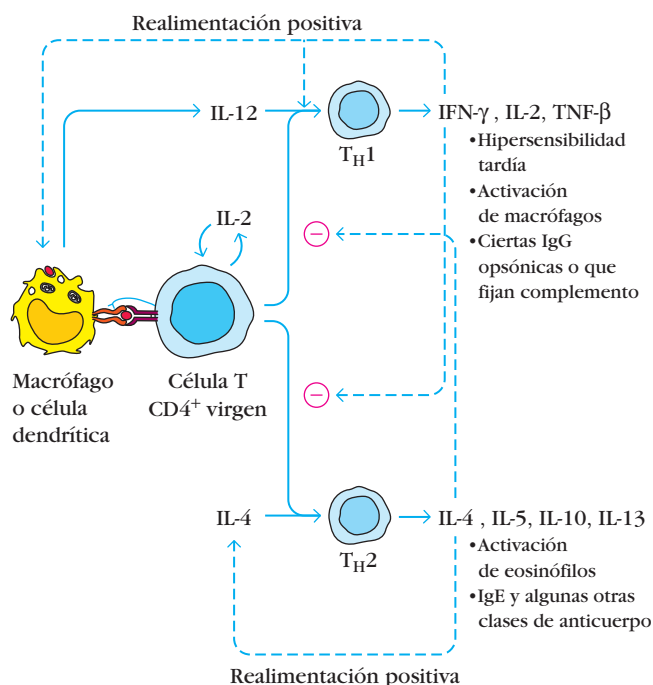 Realimentación positiva
IL-12
T_H1
IFN-γ , IL-2, TNF-β
•Hipersensibilidad
tardía
•Activación
de macrófagos
•Ciertas IgG
opsónicas o que
fijan complemento
IL-2
−
Macrófago
o célula
dendrítica
Célula T
CD4⁺ virgen
−
IL-4
T_H2
IL-4 , IL-5, IL-10, IL-13
•Activación
de eosinófilos
•IgE y algunas otras
clases de anticuerpo
Realimentación positiva